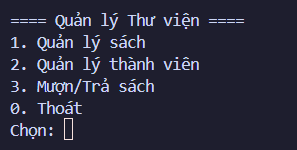 ==== Quản lý Thư viện ====
1. Quản lý sách
2. Quản lý thành viên
3. Mượn/Trả sách
0. Thoát
Chọn: